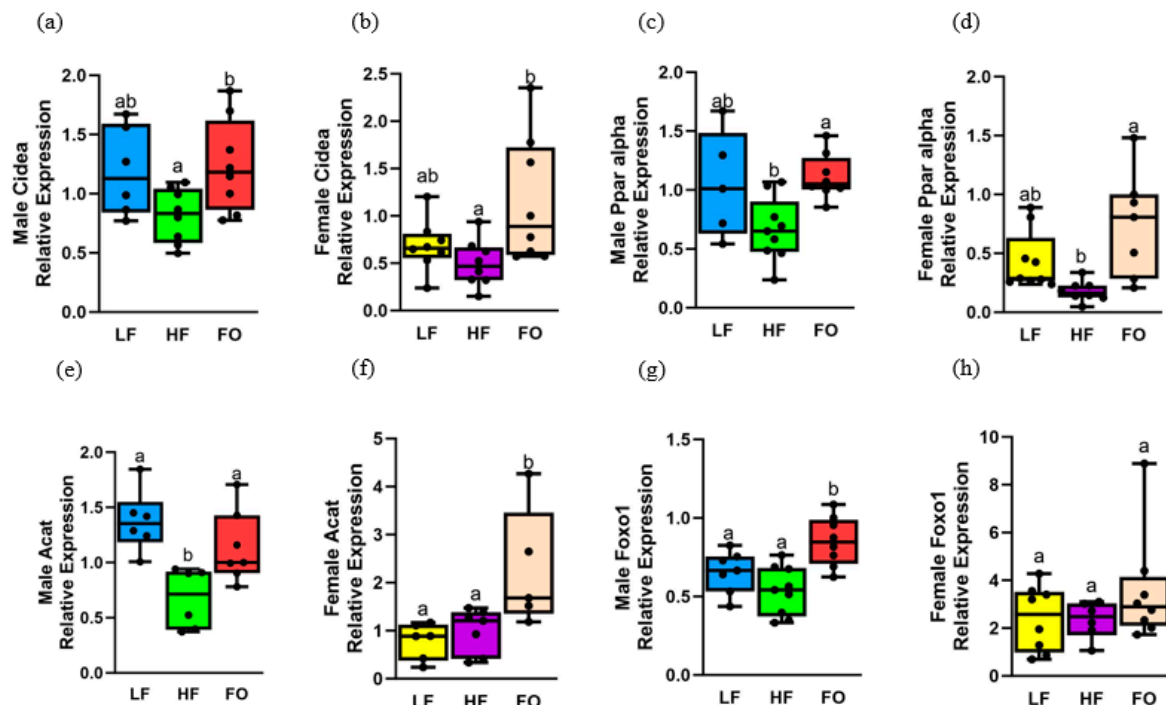 (a)
Male Cidea
Relative Expression
2.0
1.5
1.0
0.5
0.0
ab
a
b
LF HF FO
(b)
Female Cidea
Relative Expression
2.5
2.0
1.5
1.0
0.5
0.0
ab
a
b
LF HF FO
(c)
Male Ppar alpha
Relative Expression
2.0
1.5
1.0
0.5
0.0
ab
b
a
LF HF FO
(d)
Female Ppar alpha
Relative Expression
2.0
1.5
1.0
0.5
0.0
ab
b
a
LF HF FO
(e)
Male Acat
Relative Expression
2.0
1.5
1.0
0.5
0.0
a
b
a
LF HF FO
(f)
Female Acat
Relative Expression
5
4
3
2
1
0
a
a
b
LF HF FO
(g)
Male Foxo1
Relative Expression
1.5
1.0
0.5
0.0
a
a
b
LF HF FO
(h)
Female Foxo1
Relative Expression
10
8
6
4
2
0
a
a
a
LF HF FO